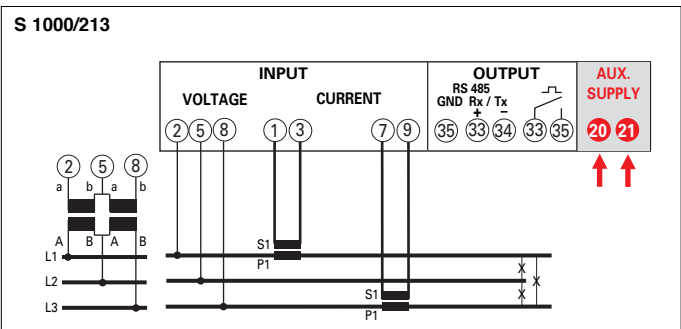 S 1000/213
INPUT
OUTPUT
AUX.
SUPPLY
VOLTAGE
CURRENT
RS 485
GND Rx / Tx
+ −
2 5 8 1 3 7 9 35 33 34 33 35 20 21
2 5 8
a b a b
A B A B
L1
L2
L3
S1
P1
S1
P1
X
X
X